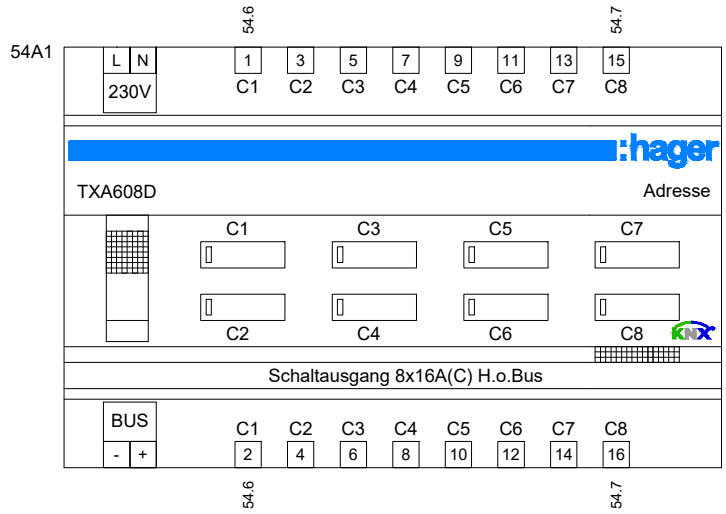 54.6 54.7
54A1
L N 1 3 5 7 9 11 13 15
230V C1 C2 C3 C4 C5 C6 C7 C8
:hager
TXA608D Adresse
C1 C3 C5 C7
C2 C4 C6 C8 KNX
Schaltausgang 8x16A(C) H.o.Bus
BUS C1 C2 C3 C4 C5 C6 C7 C8
- + 2 4 6 8 10 12 14 16
54.6 54.7